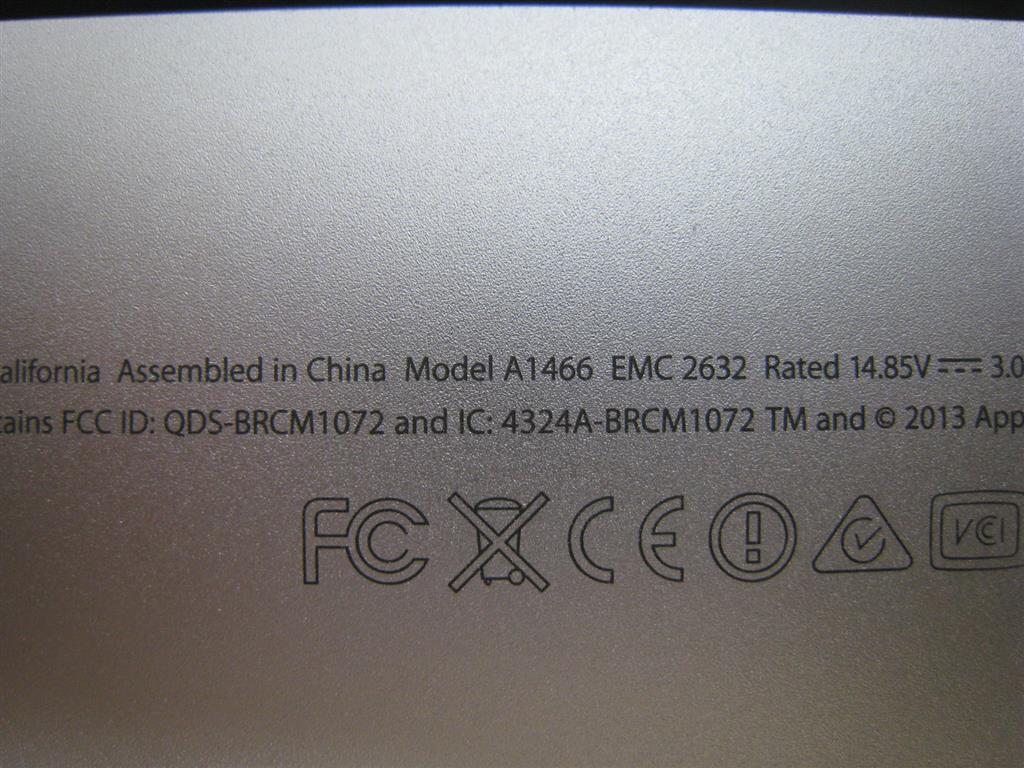 alifornia Assembled in China Model A1466 EMC 2632 Rated 14.85V ⎓ 3.0
tains FCC ID: QDS-BRCM1072 and IC: 4324A-BRCM1072 TM and © 2013 App
FC CE VCCI